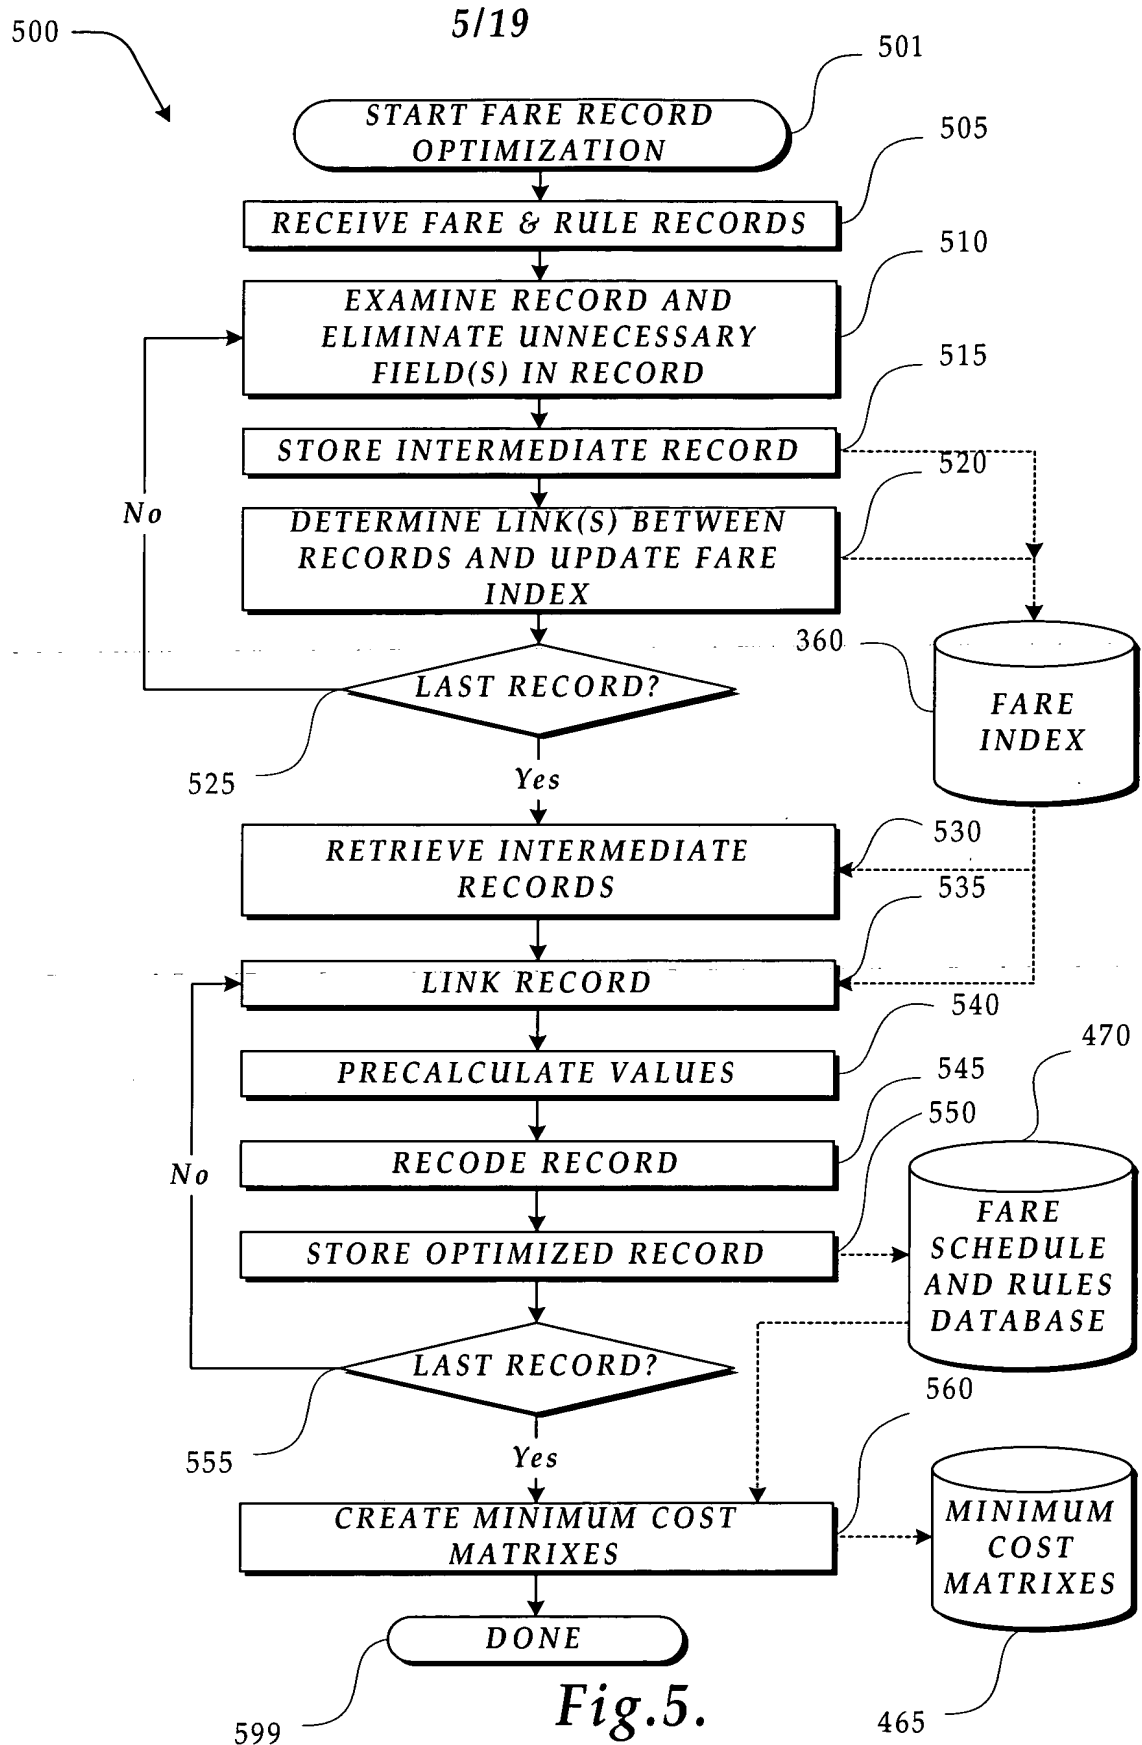 5/19
500
501
START FARE RECORD
OPTIMIZATION
505
RECEIVE FARE & RULE RECORDS
510
EXAMINE RECORD AND
ELIMINATE UNNECESSARY
FIELD(S) IN RECORD
515
STORE INTERMEDIATE RECORD
520
No
DETERMINE LINK(S) BETWEEN
RECORDS AND UPDATE FARE
INDEX
360
LAST RECORD?
FARE
INDEX
525
Yes
530
RETRIEVE INTERMEDIATE
RECORDS
535
LINK RECORD
540
470
PRECALCULATE VALUES
545
550
No
RECODE RECORD
STORE OPTIMIZED RECORD
FARE
SCHEDULE
AND RULES
DATABASE
LAST RECORD?
560
555
Yes
CREATE MINIMUM COST
MATRIXES
MINIMUM
COST
MATRIXES
DONE
599
465
Fig.5.